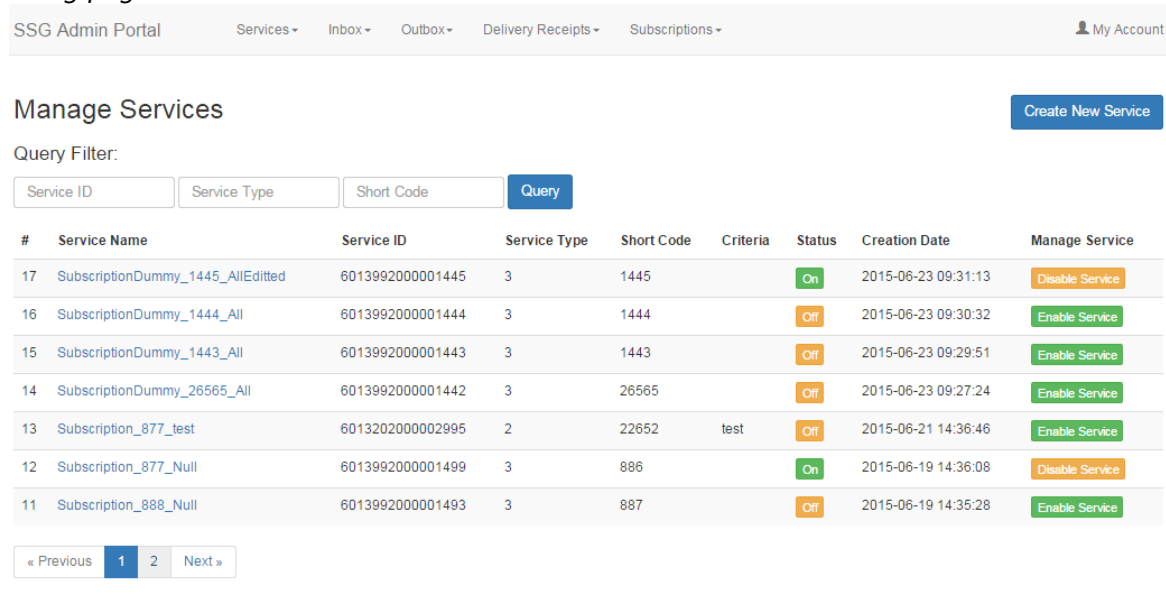 SSG Admin Portal Services Inbox Outbox Delivery Receipts Subscriptions My Account
Manage Services Create New Service
Query Filter:
Service ID Service Type Short Code Query
# Service Name Service ID Service Type Short Code Criteria Status Creation Date Manage Service
17 SubscriptionDummy_1445_AllEditted 6013992000001445 3 1445 On 2015-06-23 09:31:13 Disable Service
16 SubscriptionDummy_1444_All 6013992000001444 3 1444 Off 2015-06-23 09:30:32 Enable Service
15 SubscriptionDummy_1443_All 6013992000001443 3 1443 Off 2015-06-23 09:29:51 Enable Service
14 SubscriptionDummy_26565_All 6013992000001442 3 26565 Off 2015-06-23 09:27:24 Enable Service
13 Subscription_877_test 6013202000002995 2 22652 test Off 2015-06-21 14:36:46 Enable Service
12 Subscription_877_Null 6013992000001499 3 886 On 2015-06-19 14:36:08 Disable Service
11 Subscription_888_Null 6013992000001493 3 887 Off 2015-06-19 14:35:28 Enable Service
« Previous 1 2 Next »